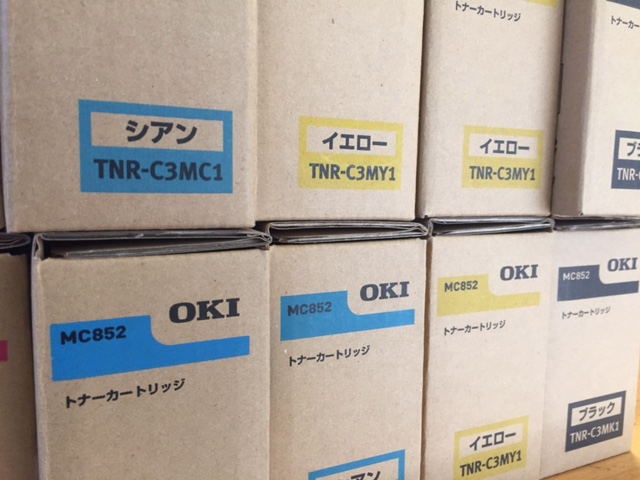 シアン
TNR-C3MC1
イエロー
TNR-C3MY1
トナーカートリッジ
イエロー
TNR-C3MY1
MC852
OKI
トナーカートリッジ
MC852
OKI
トナーカートリッジ
MC852
OKI
トナーカートリッジ
イエロー
TNR-C3MY1
MC852
OKI
トナーカートリッジ
ブラック
TNR-C3MK1